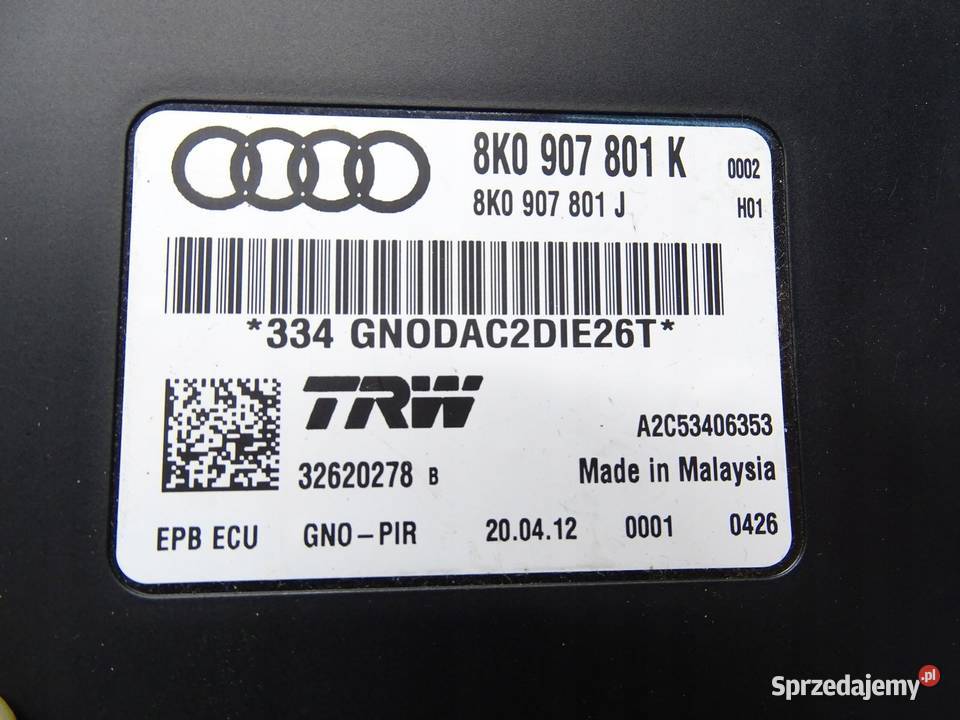 8K0 907 801 K 0002
8K0 907 801 J H01
*334 GNODAC2DIE26T*
TRW
A2C53406353
32620278 B Made in Malaysia
EPB ECU GNO-PIR 20.04.12 0001 0426
Sprzedajemy.pl